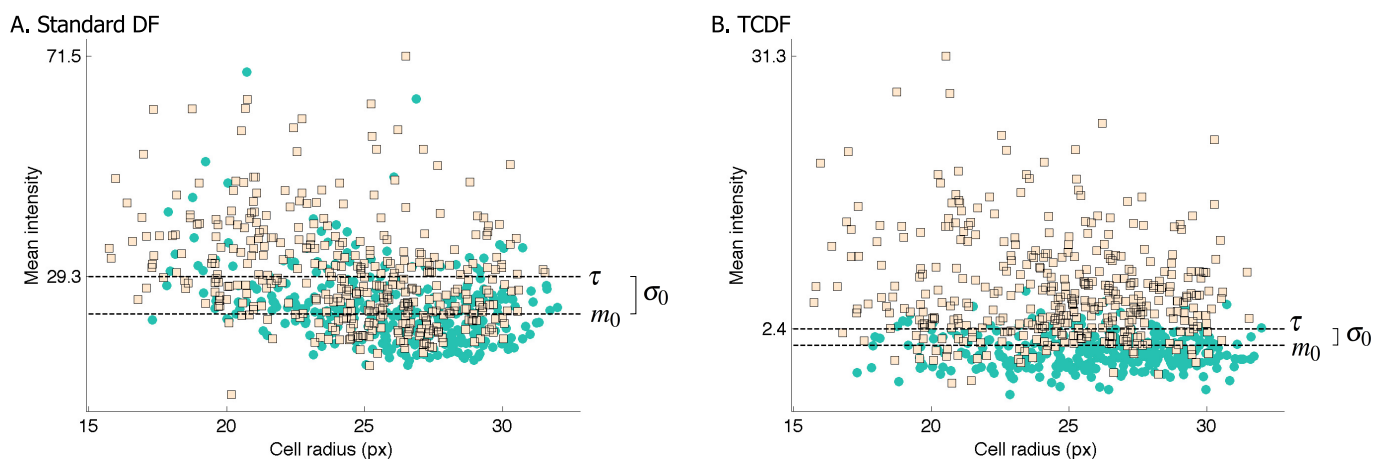 A. Standard DF
71.5
Mean intensity
29.3
τ
m0
σ0
15
20
25
30
Cell radius (px)
B. TCDF
31.3
Mean intensity
2.4
τ
m0
σ0
15
20
25
30
Cell radius (px)